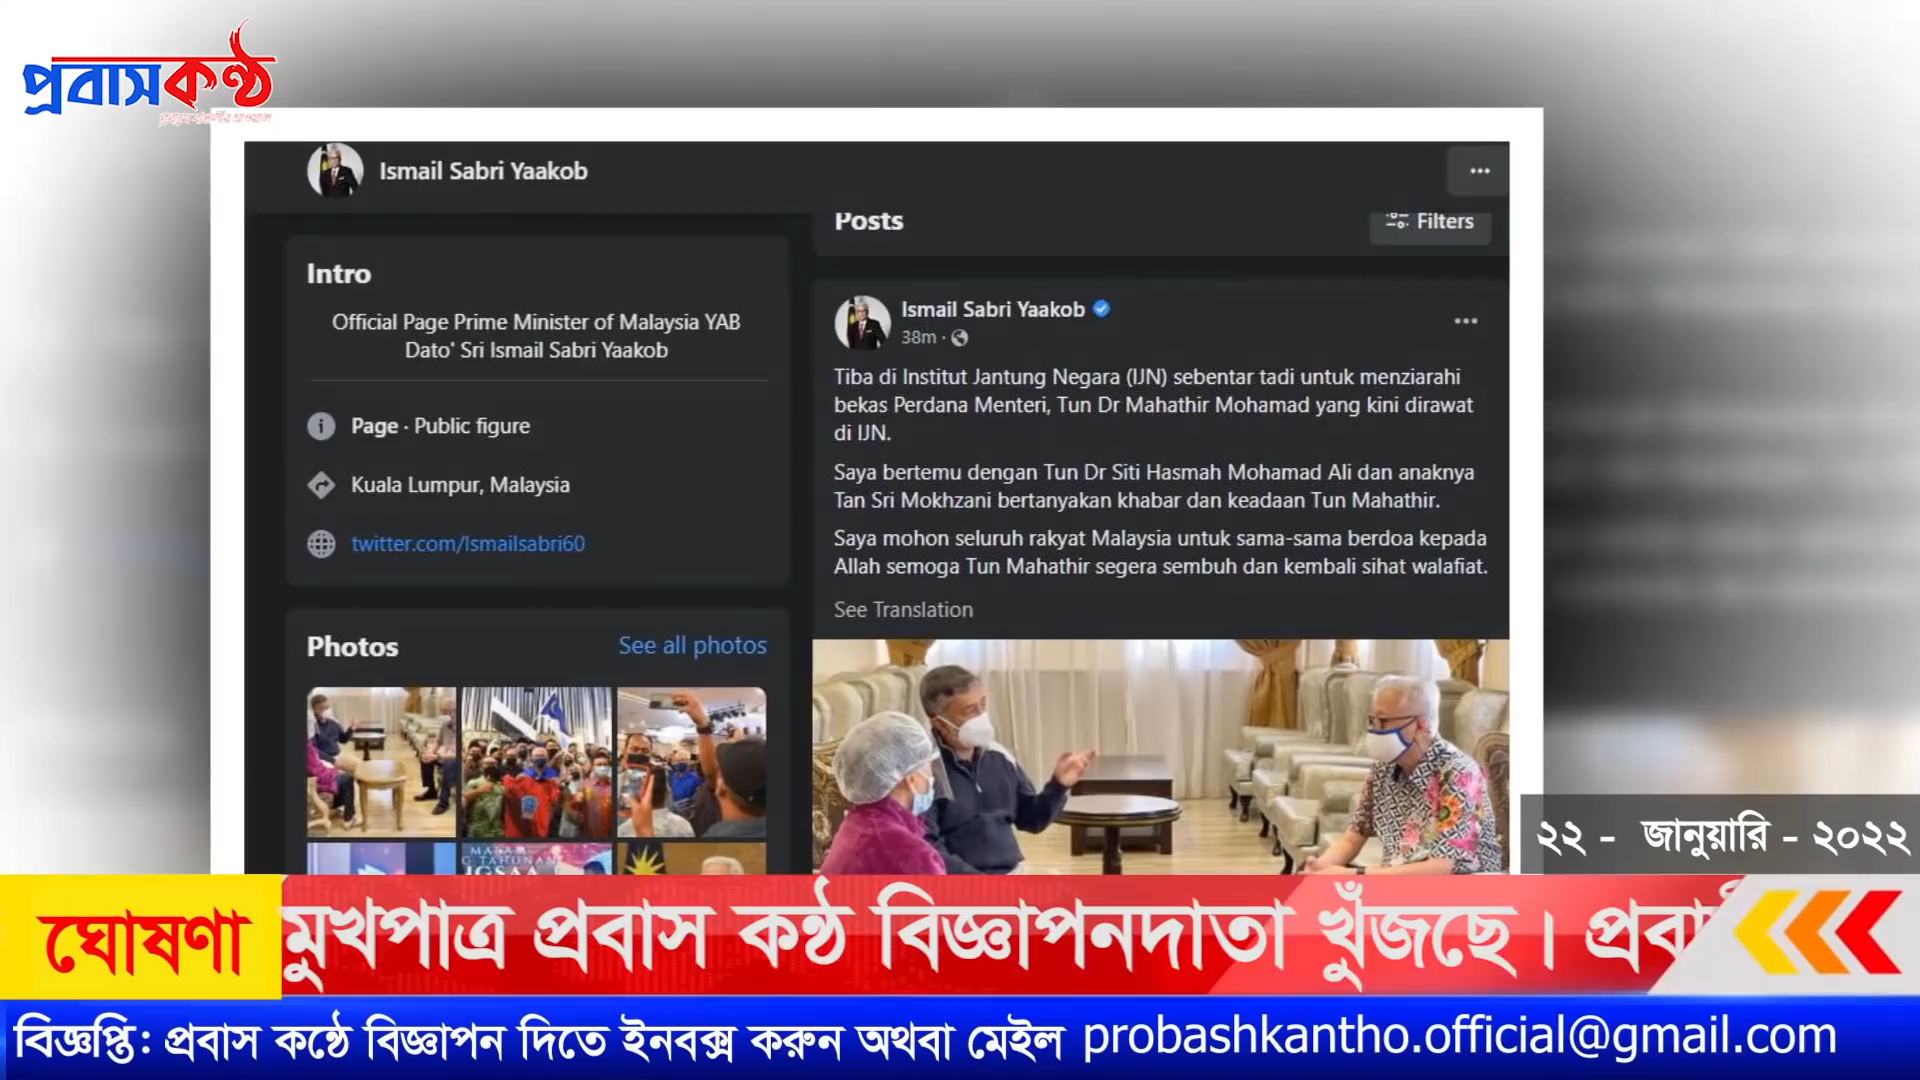 প্রবাসকণ্ঠ
Ismail Sabri Yaakob
Posts
Filters
Intro
Official Page Prime Minister of Malaysia YAB
Dato' Sri Ismail Sabri Yaakob
Page · Public figure
Kuala Lumpur, Malaysia
twitter.com/Ismailsabri60
Photos
See all photos
Ismail Sabri Yaakob
38m ·
Tiba di Institut Jantung Negara (IJN) sebentar tadi untuk menziarahi
bekas Perdana Menteri, Tun Dr Mahathir Mohamad yang kini dirawat
di IJN.
Saya bertemu dengan Tun Dr Siti Hasmah Mohamad Ali dan anaknya
Tan Sri Mokhzani bertanyakan khabar dan keadaan Tun Mahathir.
Saya mohon seluruh rakyat Malaysia untuk sama-sama berdoa kepada
Allah semoga Tun Mahathir segera sembuh dan kembali sihat walafiat.
See Translation
২২ - জানুয়ারি - ২০২২
ঘোষণা
মুখপাত্র প্রবাস কণ্ঠ বিজ্ঞাপনদাতা খুঁজছে। প্রবা
বিজ্ঞপ্তি: প্রবাস কন্ঠে বিজ্ঞাপন দিতে ইনবক্স করুন অথবা মেইল probashkantho.official@gmail.com